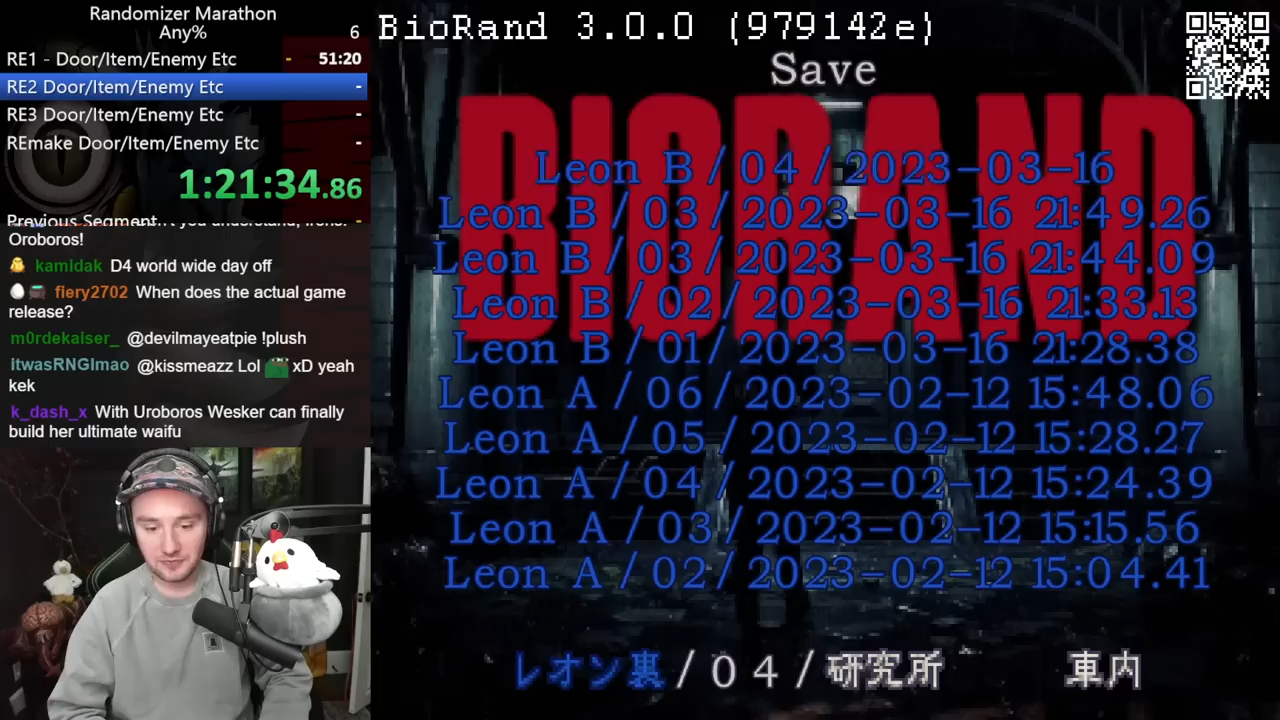 Randomizer Marathon
Any% 6
RE1 - Door/Item/Enemy Etc - 51:20
RE2 Door/Item/Enemy Etc -
RE3 Door/Item/Enemy Etc -
REmake Door/Item/Enemy Etc -
1:21:34.86
Previous Segment -
Oroboros!
kamidak D4 world wide day off
fiery2702 When does the actual game
release?
m0rdekaiser_ @devilmayeatpie !plush
itwasRNGlmao @kissmeazz Lol xD yeah
kek
k_dash_x With Uroboros Wesker can finally
build her ultimate waifu
BioRand 3.0.0 (979142e)
Save
BIORAND
Leon B / 04 / 2023-03-16
Leon B / 03 / 2023-03-16 21:49.26
Leon B / 03 / 2023-03-16 21:44.09
Leon B / 02 / 2023-03-16 21:33.13
Leon B / 01 / 2023-03-16 21:28.38
Leon A / 06 / 2023-02-12 15:48.06
Leon A / 05 / 2023-02-12 15:28.27
Leon A / 04 / 2023-02-12 15:24.39
Leon A / 03 / 2023-02-12 15:15.56
Leon A / 02 / 2023-02-12 15:04.41
レオン裏 / 04 / 研究所 車内